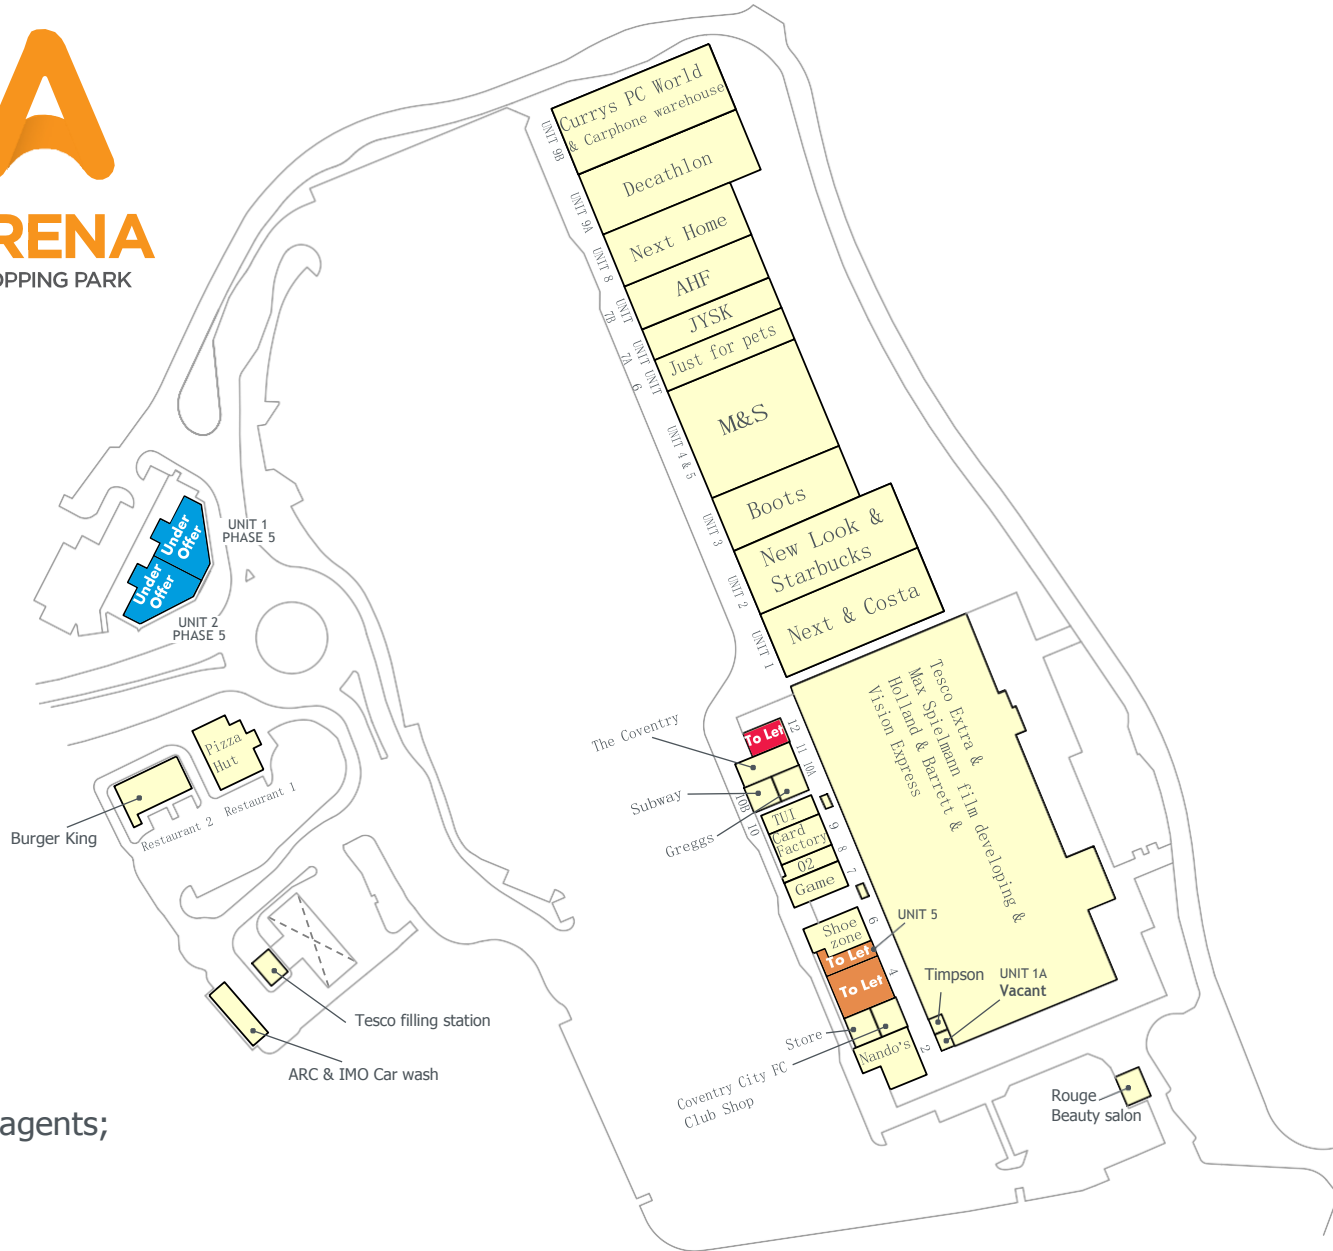 RENA
OPPING PARK
Currys PC World
& Carphone warehouse
UNIT 9B
Decathlon
UNIT 9A
Next Home
UNIT 8
AHF
UNIT
7B
JYSK
UNIT
7A
Just for pets
UNIT
6
M&S
UNIT 4 & 5
Boots
UNIT 3
New Look &
Starbucks
UNIT 2
Next & Costa
UNIT 1
Under
Offer
UNIT 1
PHASE 5
Under
Offer
UNIT 2
PHASE 5
Tesco Extra &
Max Spielmann film developing &
Holland & Barrett &
Vision Express
Pizza
Hut
Restaurant 1
Burger King
Restaurant 2
To Let
12
The Coventry
11
10A
Subway
10B
Greggs
10
TUI
9
Card
Factory
8
O2
7
Game
6
Shoe
zone
UNIT 5
To Let
4
To Let
Timpson
UNIT 1A
Vacant
Store
Coventry City FC
Club Shop
Nando's
2
Tesco filling station
ARC & IMO Car wash
Rouge
Beauty salon
agents;